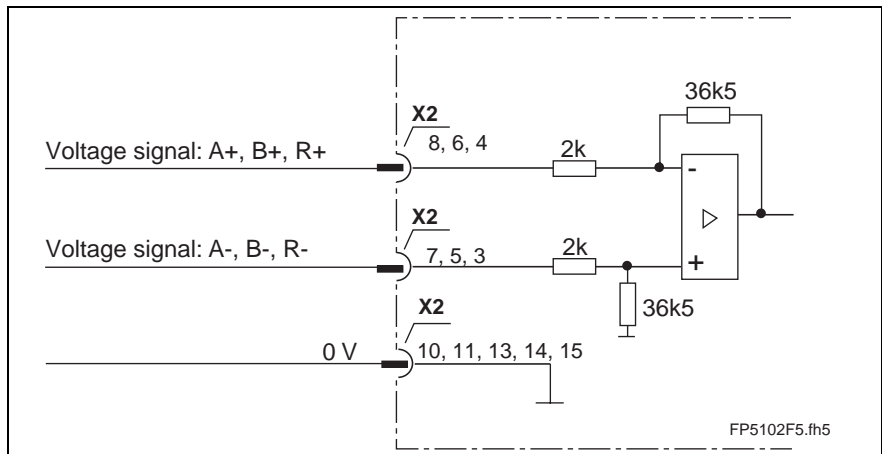 36k5
X2
8, 6, 4
Voltage signal: A+, B+, R+
2k
-
X2
Voltage signal: A-, B-, R-
7, 5, 3
2k
+
X2
36k5
0 V
10, 11, 13, 14, 15
FP5102F5.fh5